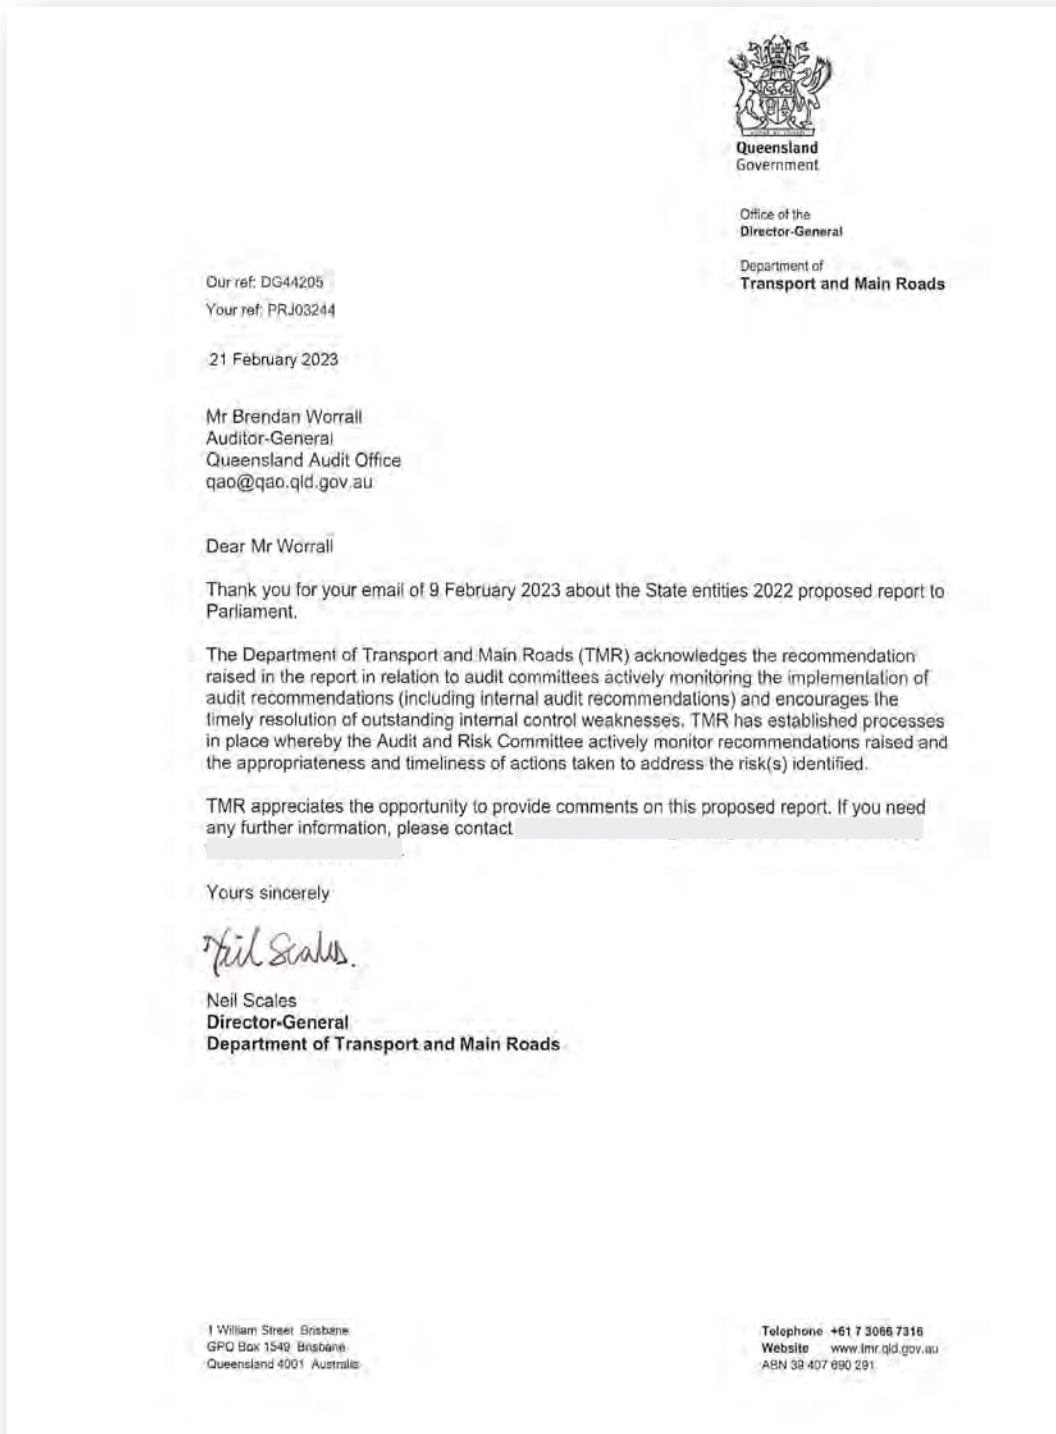 Queensland
Government
Office of the
Director-General
Department of
Transport and Main Roads
Our ref: DG44205
Your ref: PRJ03244
21 February 2023
Mr Brendan Worrall
Auditor-General
Queensland Audit Office
qao@qao.qld.gov.au
Dear Mr Worrall
Thank you for your email of 9 February 2023 about the State entities 2022 proposed report to
Parliament.
The Department of Transport and Main Roads (TMR) acknowledges the recommendation
raised in the report in relation to audit committees actively monitoring the implementation of
audit recommendations (including internal audit recommendations) and encourages the
timely resolution of outstanding internal control weaknesses. TMR has established processes
in place whereby the Audit and Risk Committee actively monitor recommendations raised and
the appropriateness and timeliness of actions taken to address the risk(s) identified.
TMR appreciates the opportunity to provide comments on this proposed report. If you need
any further information, please contact
.
Yours sincerely
Neil Scales.
Neil Scales
Director-General
Department of Transport and Main Roads
1 William Street Brisbane
GPO Box 1549 Brisbane
Queensland 4001 Australia
Telephone +61 7 3066 7316
Website www.tmr.qld.gov.au
ABN 39 407 690 291